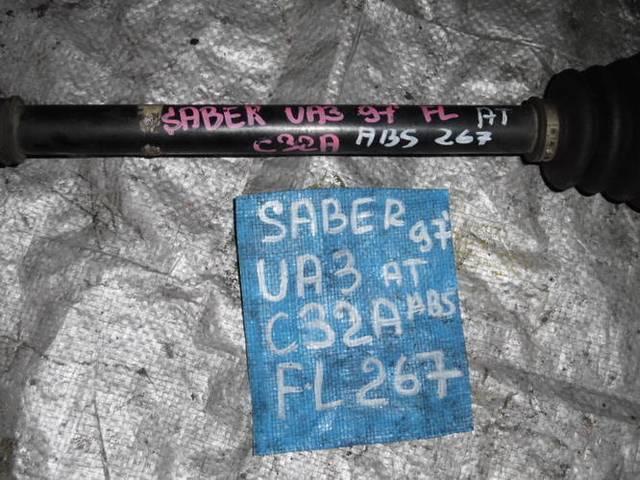 SABER UA3 97 FL AT
C32A ABS 267
SABER 97'
UA3 AT
C32A ABS
FL 267